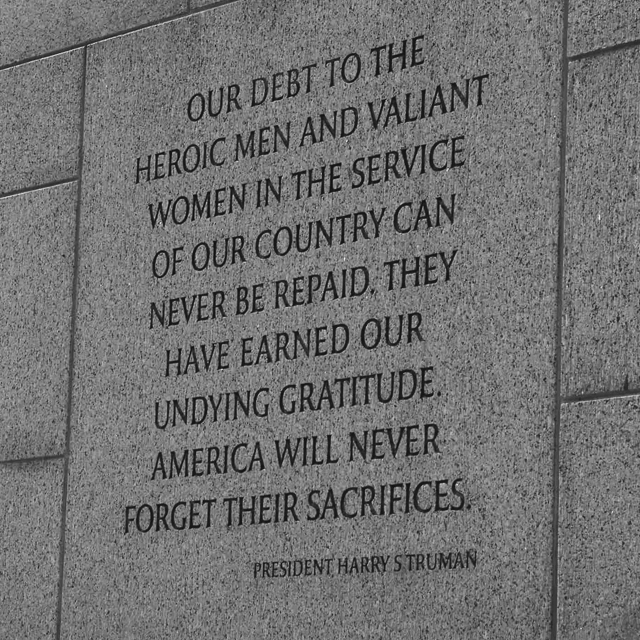 OUR DEBT TO THE
HEROIC MEN AND VALIANT
WOMEN IN THE SERVICE
OF OUR COUNTRY CAN
NEVER BE REPAID. THEY
HAVE EARNED OUR
UNDYING GRATITUDE.
AMERICA WILL NEVER
FORGET THEIR SACRIFICES.
PRESIDENT HARRY S TRUMAN